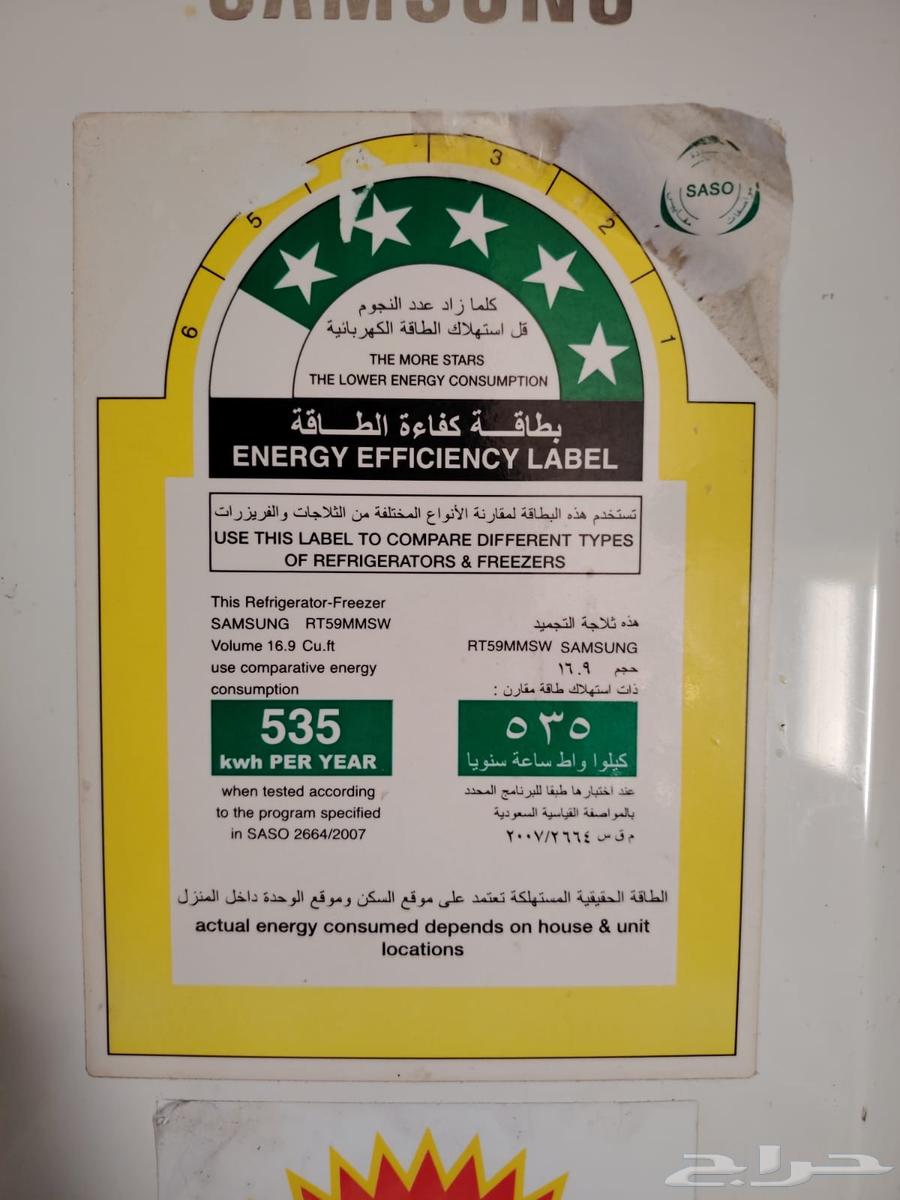 SAMSUNG
SASO
6 5 3 2 1
كلما زاد عدد النجوم
قل استهلاك الطاقة الكهربائية
THE MORE STARS
THE LOWER ENERGY CONSUMPTION
بطاقة كفاءة الطاقة
ENERGY EFFICIENCY LABEL
تستخدم هذه البطاقة لمقارنة الأنواع المختلفة من الثلاجات والفريزرات
USE THIS LABEL TO COMPARE DIFFERENT TYPES
OF REFRIGERATORS & FREEZERS
This Refrigerator-Freezer
SAMSUNG RT59MMSW
Volume 16.9 Cu.ft
use comparative energy
consumption
535
kwh PER YEAR
when tested according
to the program specified
in SASO 2664/2007
هذه ثلاجة التجميد
RT59MMSW SAMSUNG
حجم ١٦.٩
ذات استهلاك طاقة مقارن :
٥٣٥
كيلوا واط ساعة سنويا
عند اختبارها طبقا للبرنامج المحدد
بالمواصفة القياسية السعودية
م ق س ٢٠٠٧/٢٦٦٤
الطاقة الحقيقية المستهلكة تعتمد على موقع السكن وموقع الوحدة داخل المنزل
actual energy consumed depends on house & unit
locations
حراج